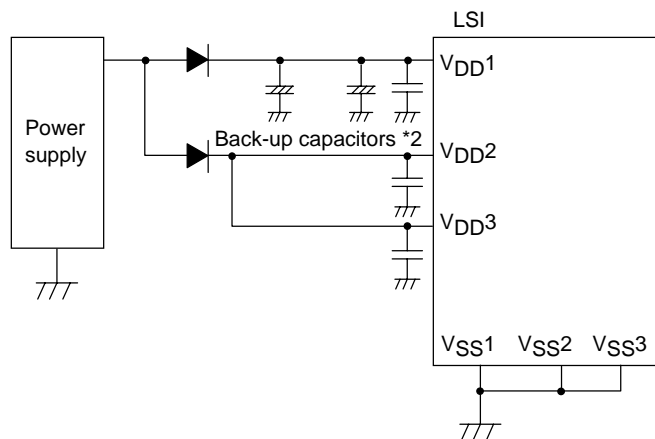 LSI
VDD1
Power
supply
Back-up capacitors *2
VDD2
VDD3
VSS1
VSS2
VSS3